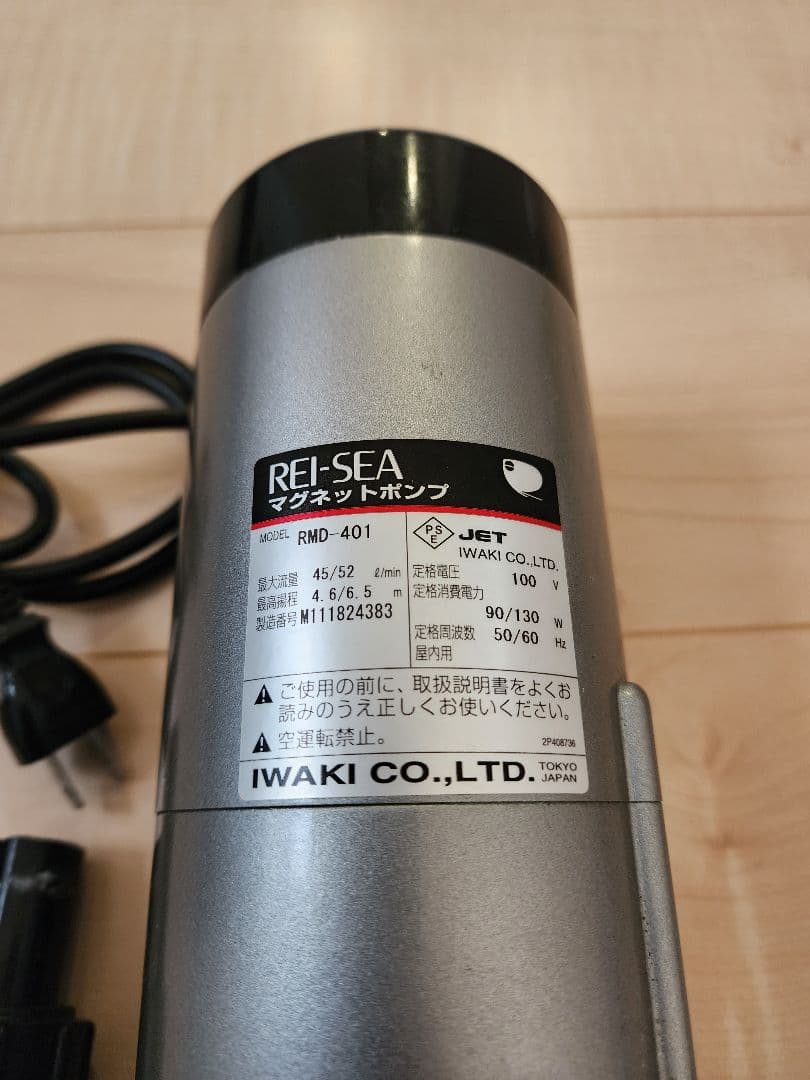 REI-SEA
マグネットポンプ
MODEL RMD-401
最大流量 45/52 ℓ/min
最高揚程 4.6/6.5 m
製造番号 M111824383
PSE JET
IWAKI CO.,LTD.
定格電圧 100 V
定格消費電力
90/130 W
定格周波数 50/60 Hz
屋内用
ご使用の前に、取扱説明書をよくお
読みのうえ正しくお使いください。
空運転禁止。
2P408736
IWAKI CO.,LTD. TOKYO JAPAN